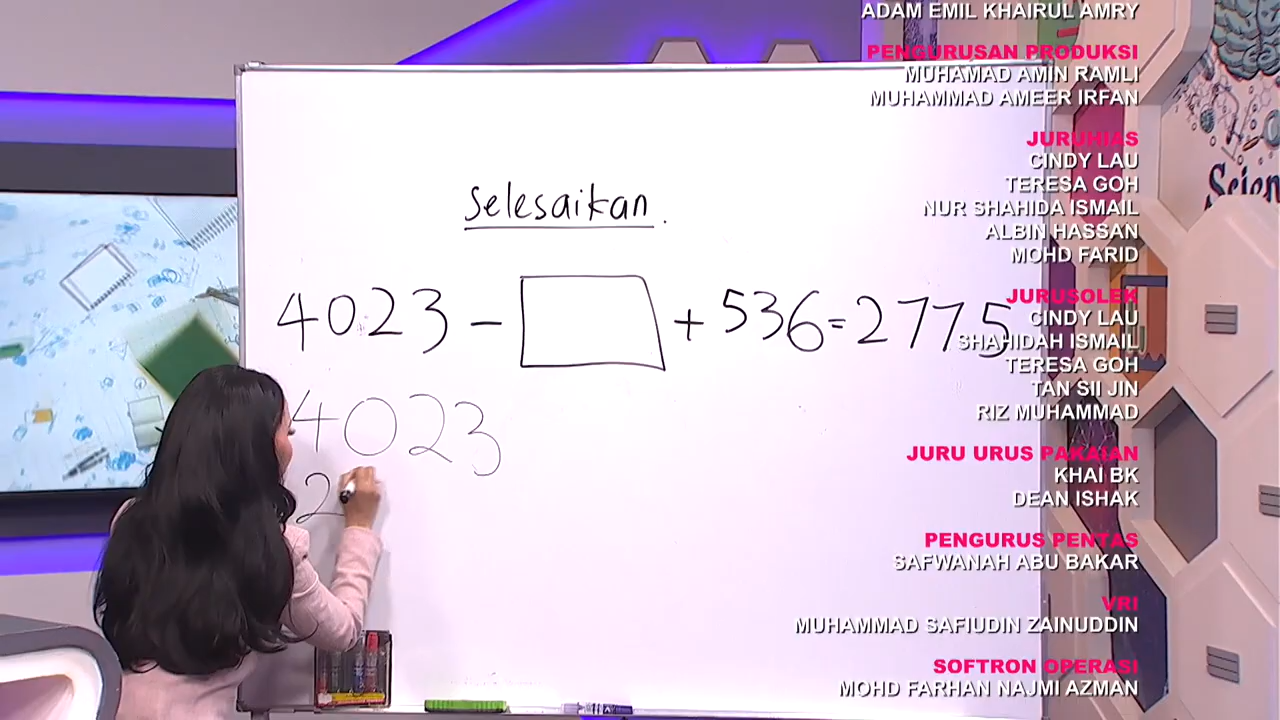 Selesaikan.
4023 - □ + 536 = 2775
4023
2
ADAM EMIL KHAIRUL AMRY
PENGURUSAN PRODUKSI
MUHAMAD AMIN RAMLI
MUHAMMAD AMEER IRFAN
JURUHIAS
CINDY LAU
TERESA GOH
NUR SHAHIDA ISMAIL
ALBIN HASSAN
MOHD FARID
JURUSOLEK
CINDY LAU
SHAHIDAH ISMAIL
TERESA GOH
TAN SII JIN
RIZ MUHAMMAD
JURU URUS PAKAIAN
KHAI BK
DEAN ISHAK
PENGURUS PENTAS
SAFWANAH ABU BAKAR
VRI
MUHAMMAD SAFIUDIN ZAINUDDIN
SOFTRON OPERASI
MOHD FARHAN NAJMI AZMAN